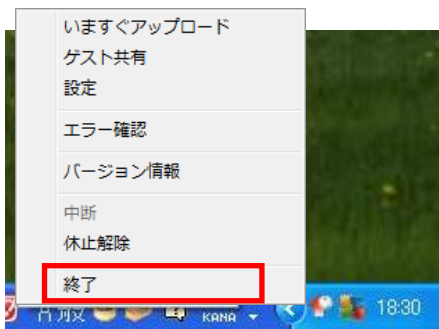 いますぐアップロード
ゲスト共有
設定
エラー確認
バージョン情報
中断
休止解除
終了
KANA
18:30